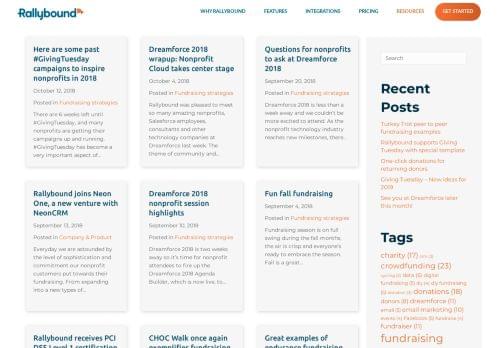 Rallybound
WHY RALLYBOUND
FEATURES
INTEGRATIONS
PRICING
RESOURCES
GET STARTED
Here are some past
#GivingTuesday
campaigns to inspire
nonprofits in 2018
October 12, 2018
Posted in Fundraising strategies
There are 6 weeks left until
#GivingTuesday, and many
nonprofits are getting their
campaigns up and running.
#GivingTuesday has become a
very important aspect of...
Dreamforce 2018
wrapup: Nonprofit
Cloud takes center stage
October 4, 2018
Posted in Fundraising strategies
Rallybound was pleased to meet
so many amazing nonprofits,
Salesforce employees,
consultants and other
technology companies at
Dreamforce last week. The
theme of community and...
Questions for nonprofits
to ask at Dreamforce
2018
September 20, 2018
Posted in Fundraising strategies
Dreamforce 2018 is less than a
week away and we couldn't be
more excited to attend. As the
nonprofit technology industry
reaches new milestones, there...
Rallybound joins Neon
One, a new venture with
NeonCRM
September 13, 2018
Posted in Company & Product
Everyday we are astounded by
the level of sophistication and
commitment our nonprofit
customers put towards their
fundraising. From expanding
into a new types of...
Dreamforce 2018
nonprofit session
highlights
September 10, 2018
Posted in Fundraising strategies
Dreamforce 2018 is two weeks
away so it's time for nonprofit
attendees to fire up the
Dreamforce 2018 Agenda
Builder, which is now live, to...
Fun fall fundraising
September 4, 2018
Posted in Fundraising strategies
Fundraising season is on full
swing during the fall months,
the air is crisp and everyone's
ready to embrace the season.
Fall is a great...
Rallybound receives PCI
DSS Level 1 certification
CHOC Walk once again
exemplifies fundraising
Great examples of
endurance fundraising
Search
Recent
Posts
Turkey Trot peer to peer
fundraising examples
Rallybound supports Giving
Tuesday with special template
One-click donations for
returning donors
Giving Tuesday – New ideas for
2019
See you at Dreamforce later
this month!
Tags
charity (17)
crowdfunding (23)
data (5) digital
fundraising (5) diy (4) diy fundraising
(5) donations (18)
donors (8) dreamforce (11)
email (5) email marketing (10)
events (4) Facebook (5)
fundraiser (11)
fundraising